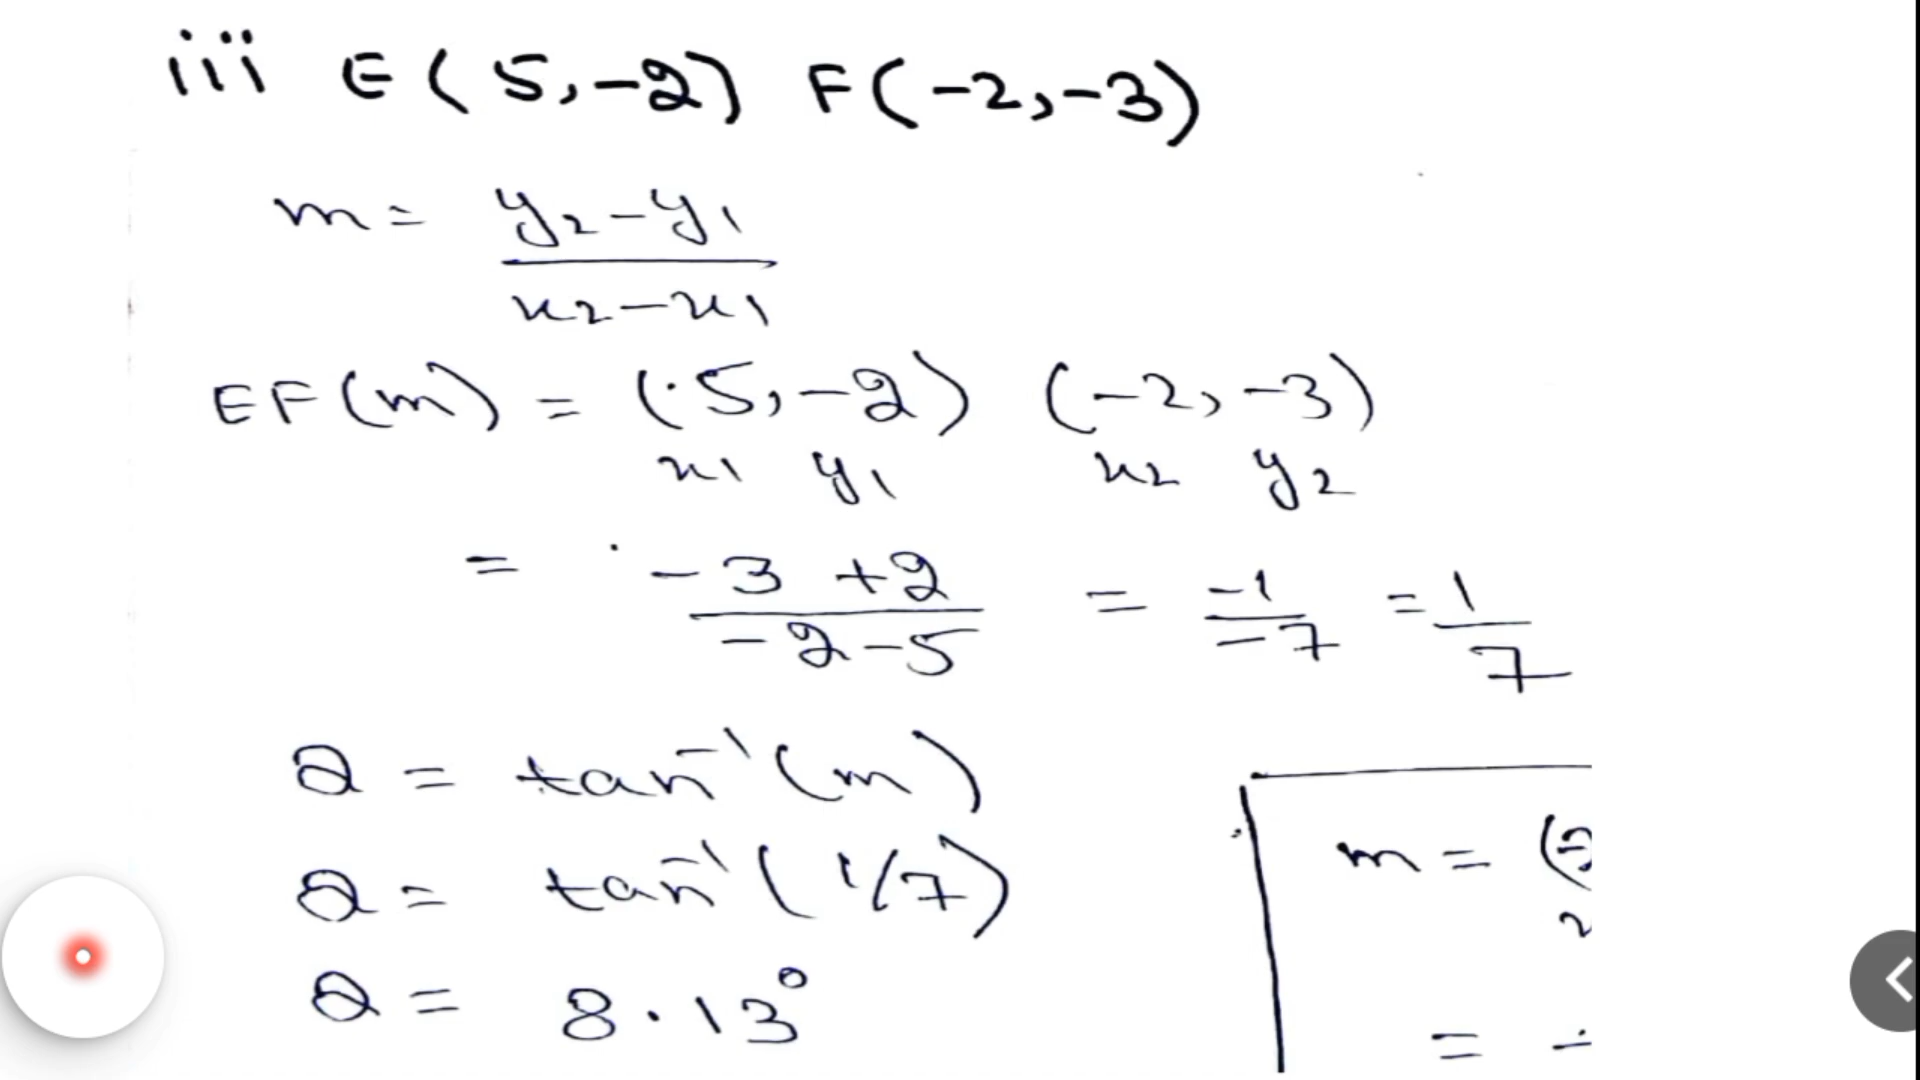 iii E(5,-2) F(-2,-3)
m = y2-y1
x2-x1
EF(m) = (5,-2) (-2,-3)
x1 y1 x2 y2
= -3+2 = -1 = 1
-2-5 -7 7
a = tan⁻¹(m)
a = tan⁻¹(1/7)
a = 8.13°
m =
=